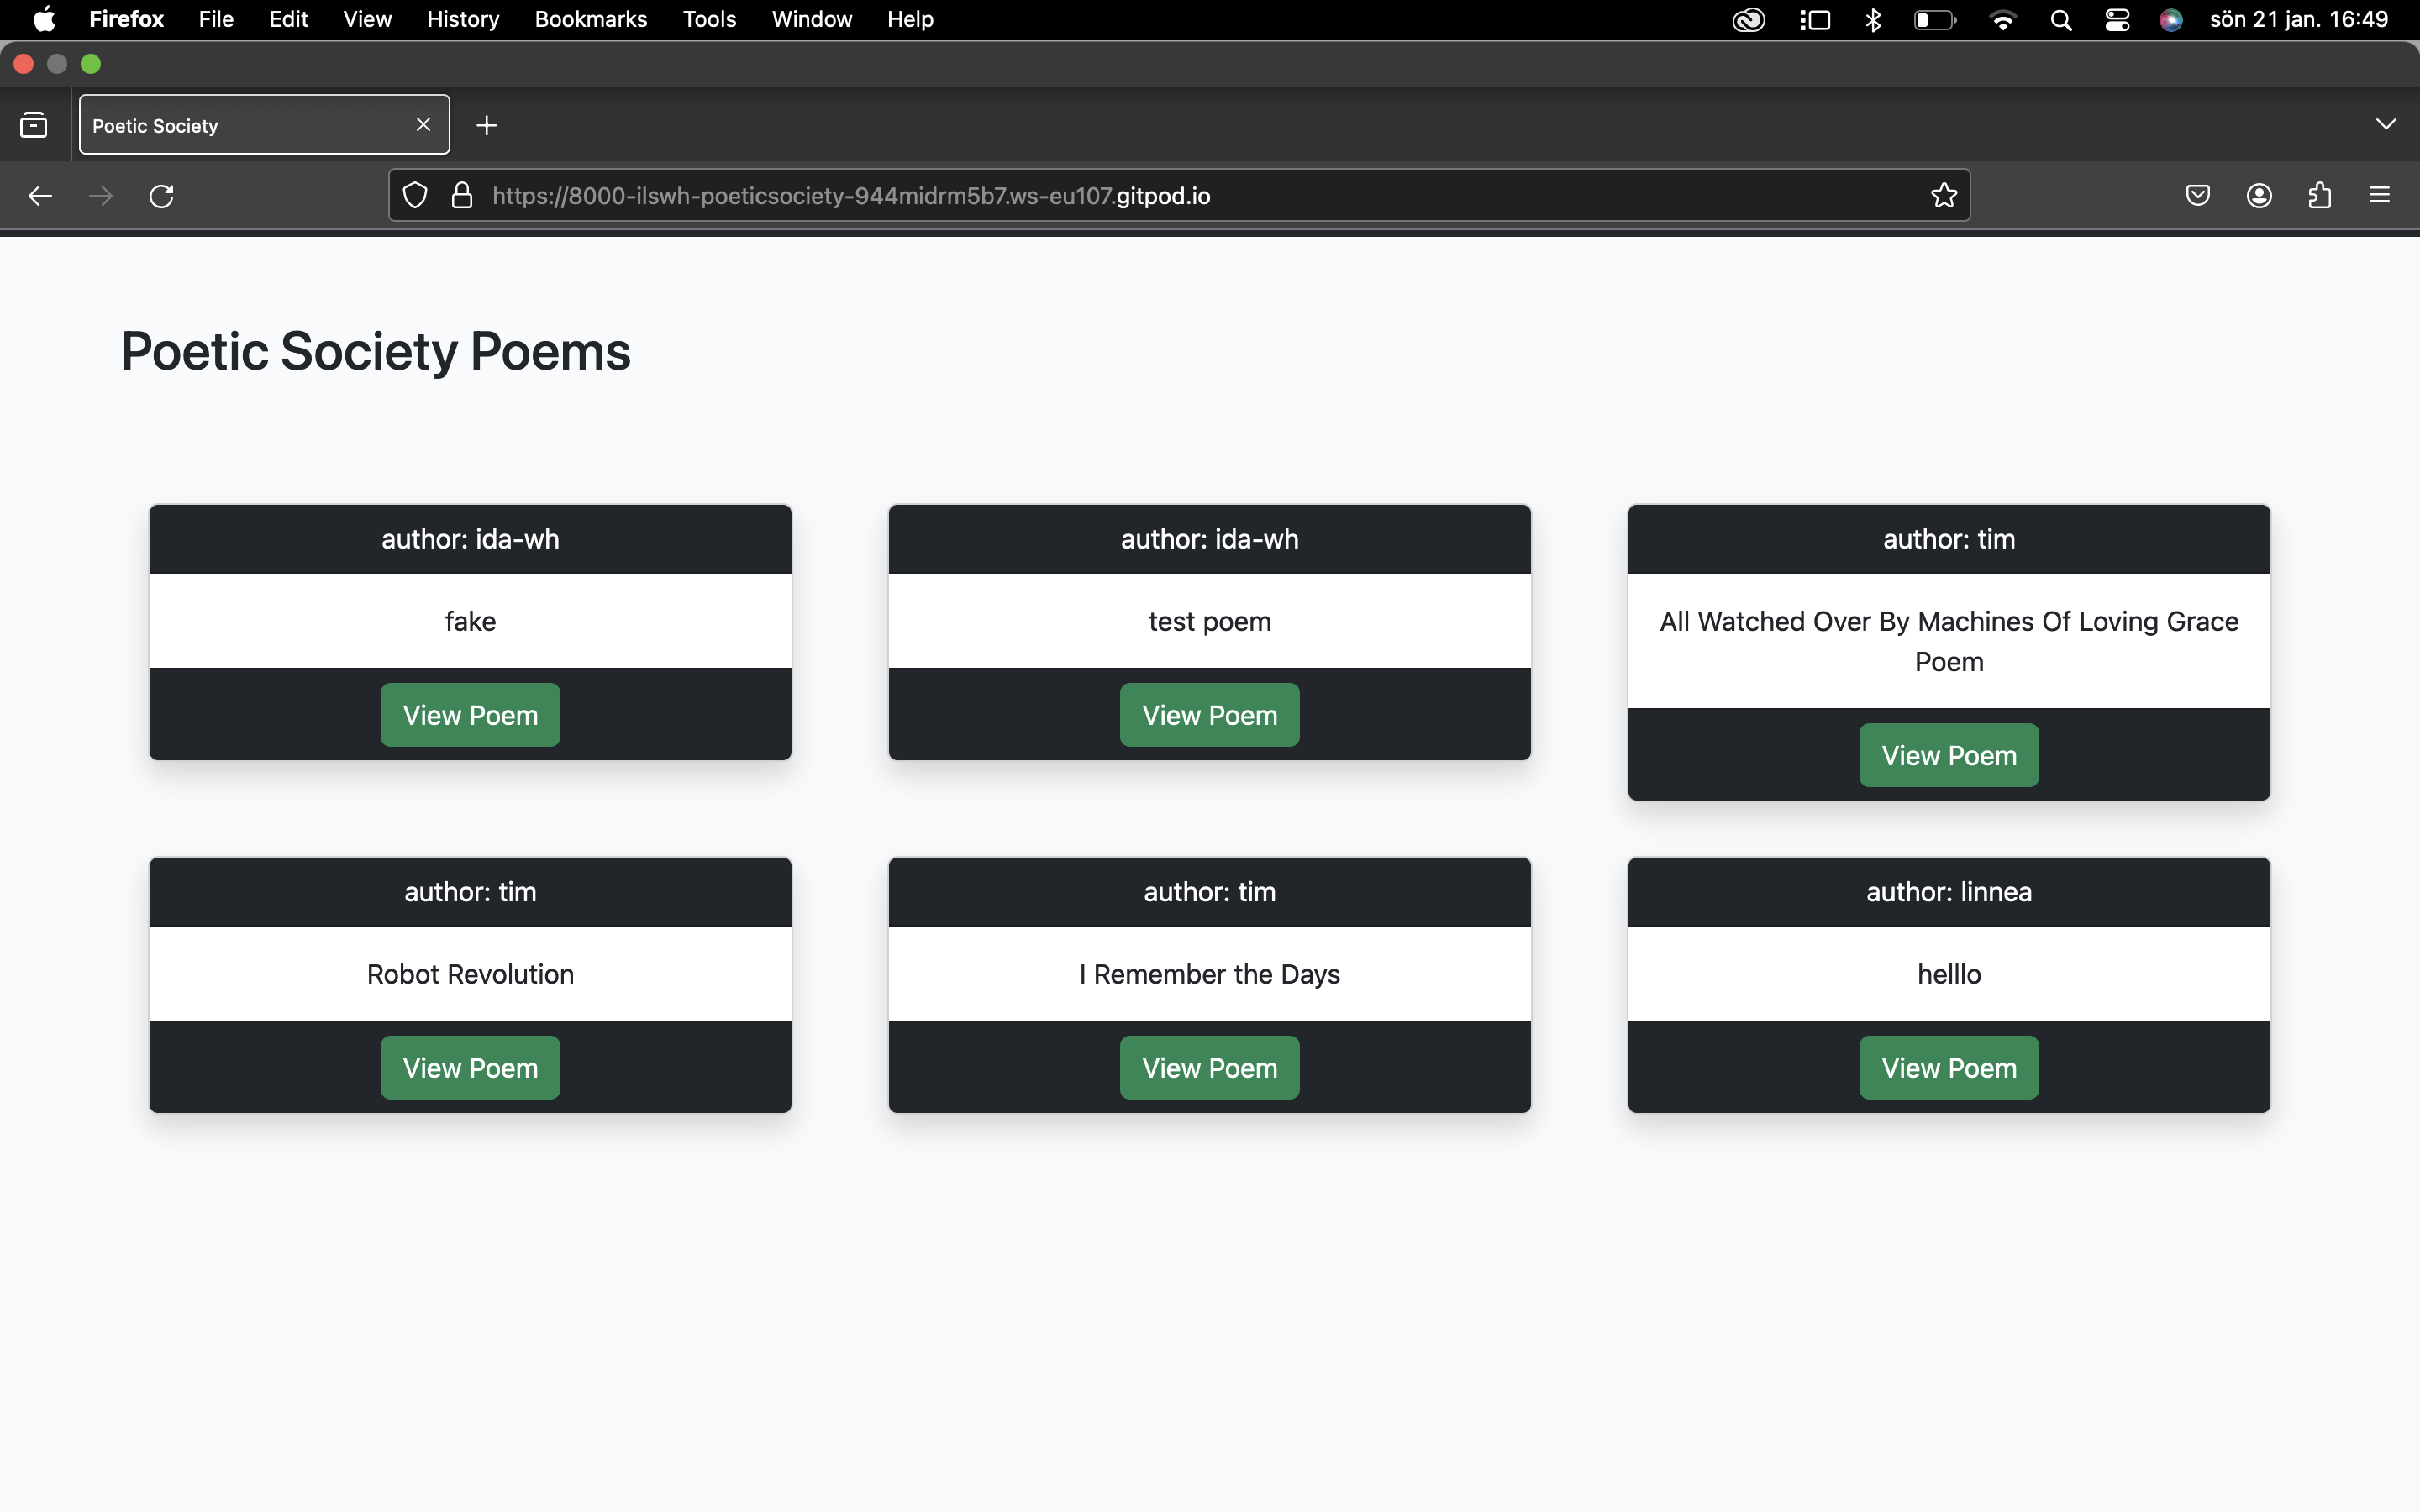 Firefox File Edit View History Bookmarks Tools Window Help sön 21 jan. 16:49
Poetic Society
https://8000-ilswh-poeticsociety-944midrm5b7.ws-eu107.gitpod.io
Poetic Society Poems
author: ida-wh
fake
View Poem
author: ida-wh
test poem
View Poem
author: tim
All Watched Over By Machines Of Loving Grace
Poem
View Poem
author: tim
Robot Revolution
View Poem
author: tim
I Remember the Days
View Poem
author: linnea
helllo
View Poem